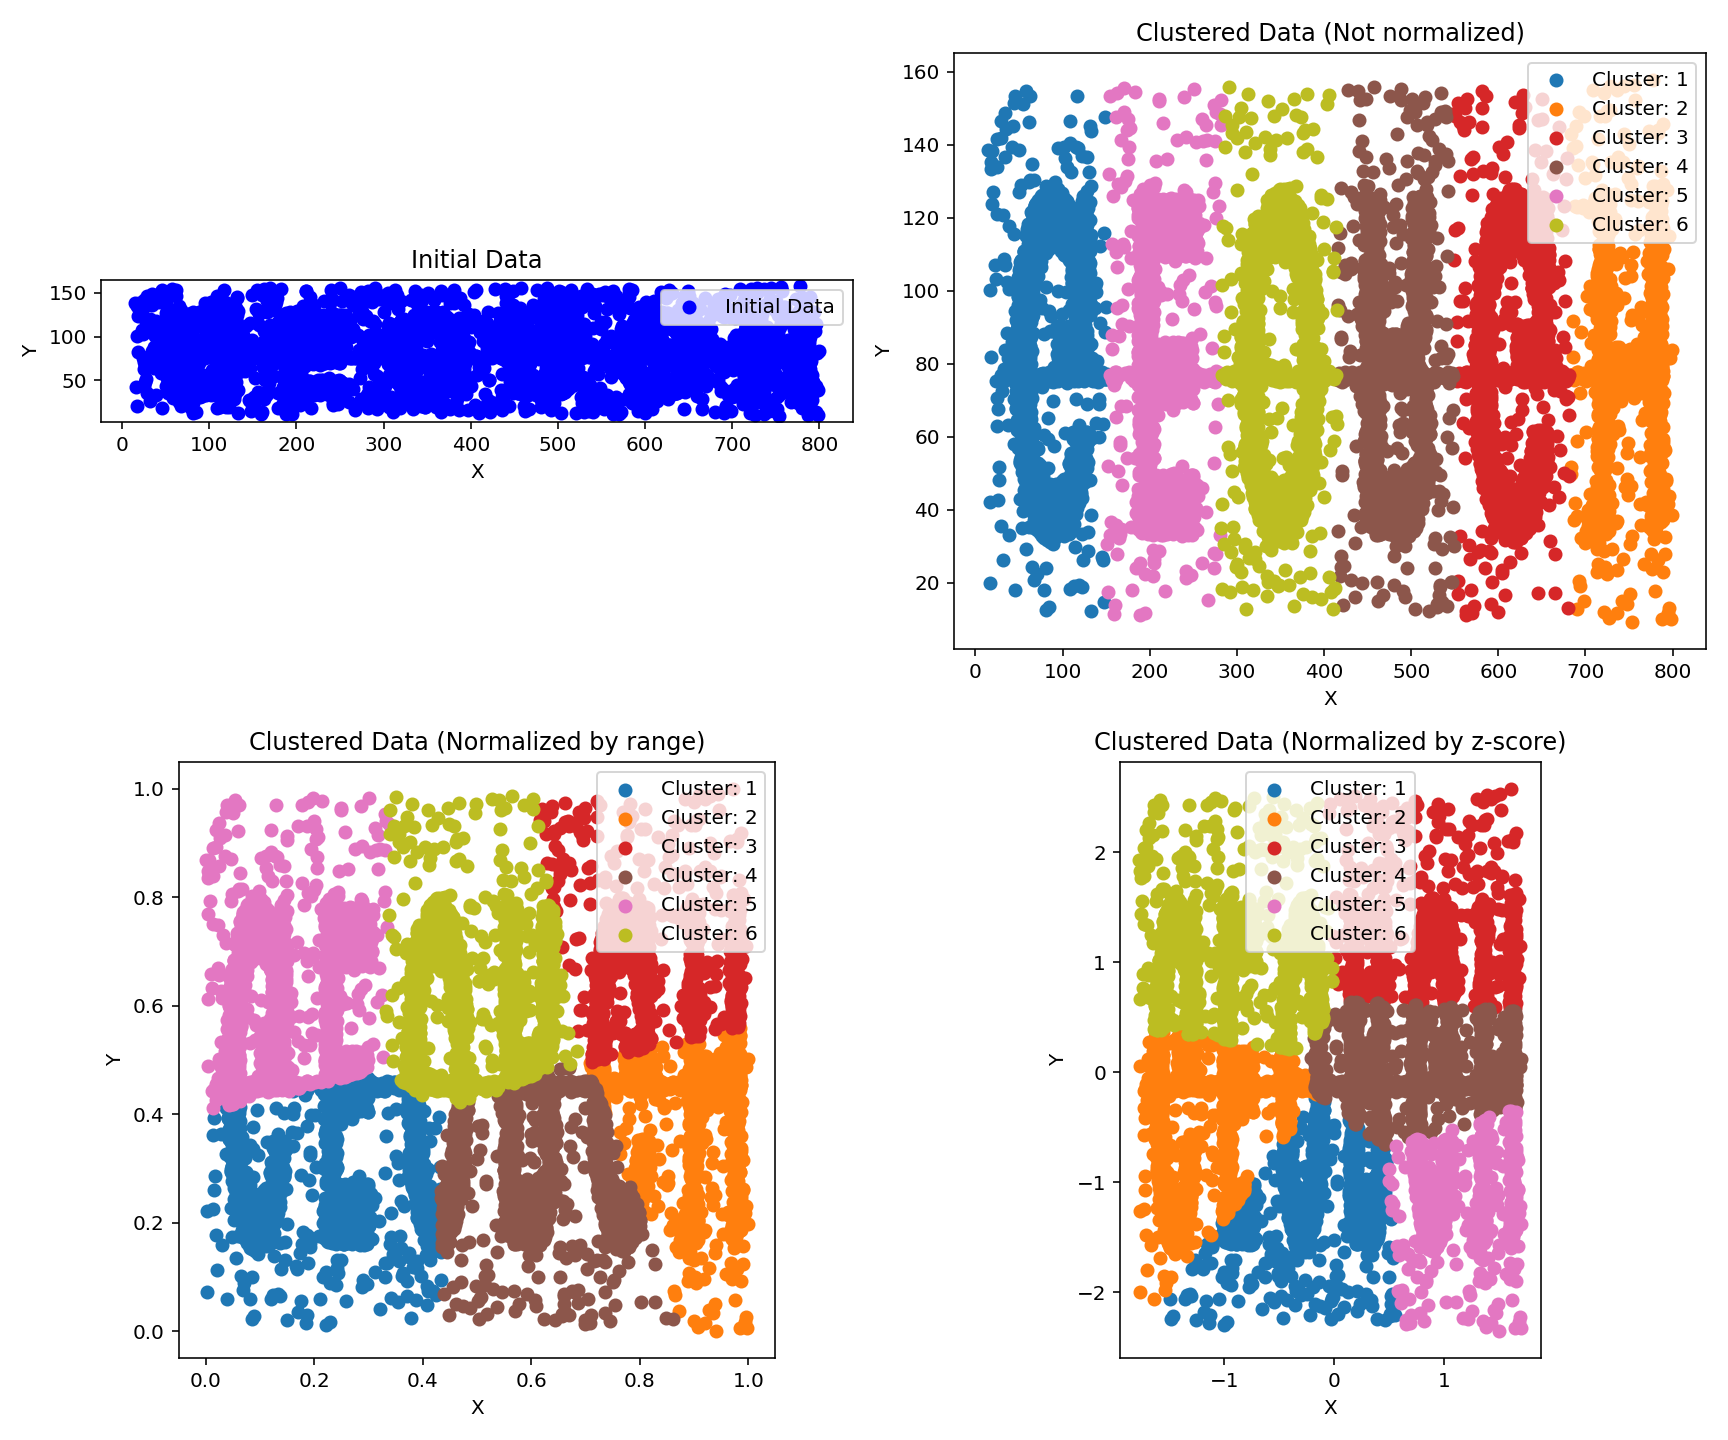 Initial Data
150
100
50
Y
0 100 200 300 400 500 600 700 800
X
Initial Data
Clustered Data (Not normalized)
160
140
120
100
80
60
40
20
Y
0 100 200 300 400 500 600 700 800
X
Cluster: 1
Cluster: 2
Cluster: 3
Cluster: 4
Cluster: 5
Cluster: 6
Clustered Data (Normalized by range)
1.0
0.8
0.6
0.4
0.2
0.0
Y
0.0 0.2 0.4 0.6 0.8 1.0
X
Cluster: 1
Cluster: 2
Cluster: 3
Cluster: 4
Cluster: 5
Cluster: 6
Clustered Data (Normalized by z-score)
2
1
0
−1
−2
Y
−1 0 1
X
Cluster: 1
Cluster: 2
Cluster: 3
Cluster: 4
Cluster: 5
Cluster: 6